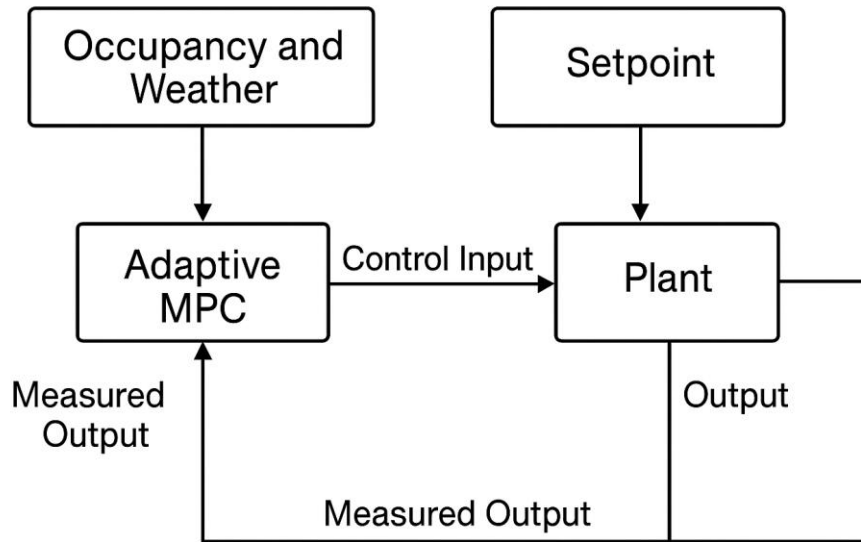 Occupancy and
Weather
Setpoint
Adaptive
MPC
Control Input
Plant
Measured
Output
Output
Measured Output